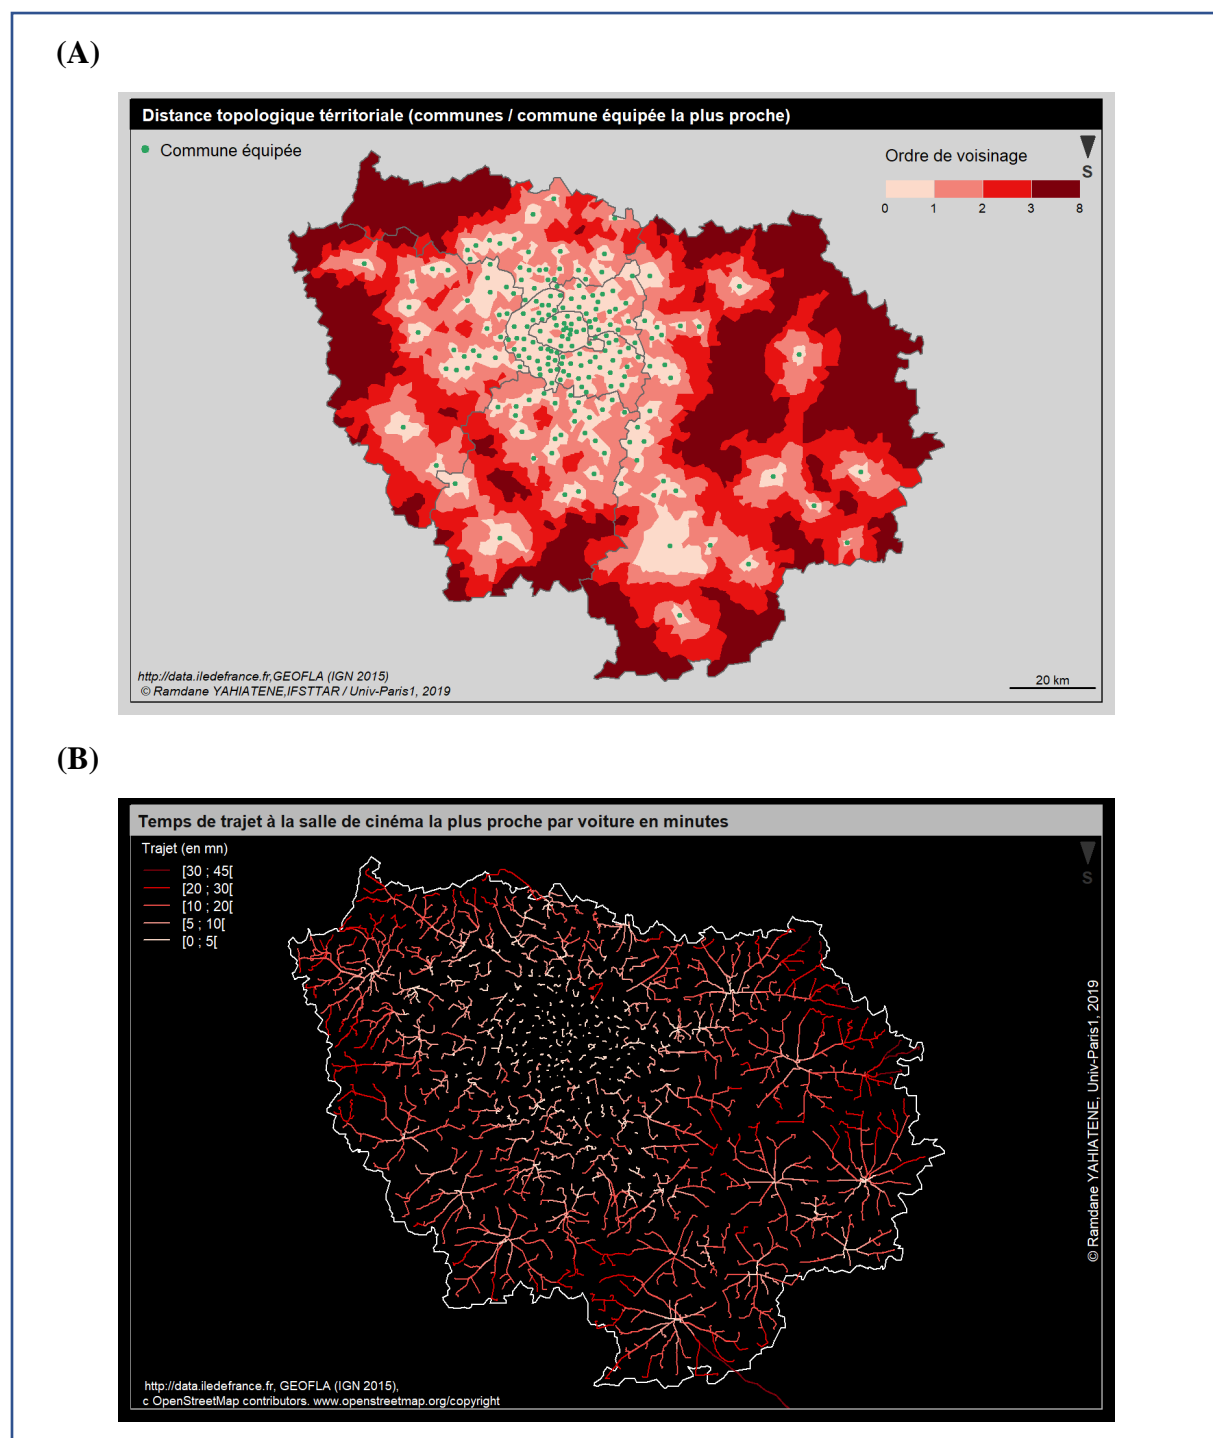 (A)
Distance topologique térritoriale (communes / commune équipée la plus proche)
Commune équipée
Ordre de voisinage
S
0 1 2 3 8
http://data.iledefrance.fr,GEOFLA (IGN 2015)
© Ramdane YAHIATENE,IFSTTAR / Univ-Paris1, 2019
20 km
(B)
Temps de trajet à la salle de cinéma la plus proche par voiture en minutes
Trajet (en mn)
[30 ; 45[
[20 ; 30[
[10 ; 20[
[5 ; 10[
[0 ; 5[
S
© Ramdane YAHIATENE, Univ-Paris1, 2019
http://data.iledefrance.fr, GEOFLA (IGN 2015),
c OpenStreetMap contributors. www.openstreetmap.org/copyright